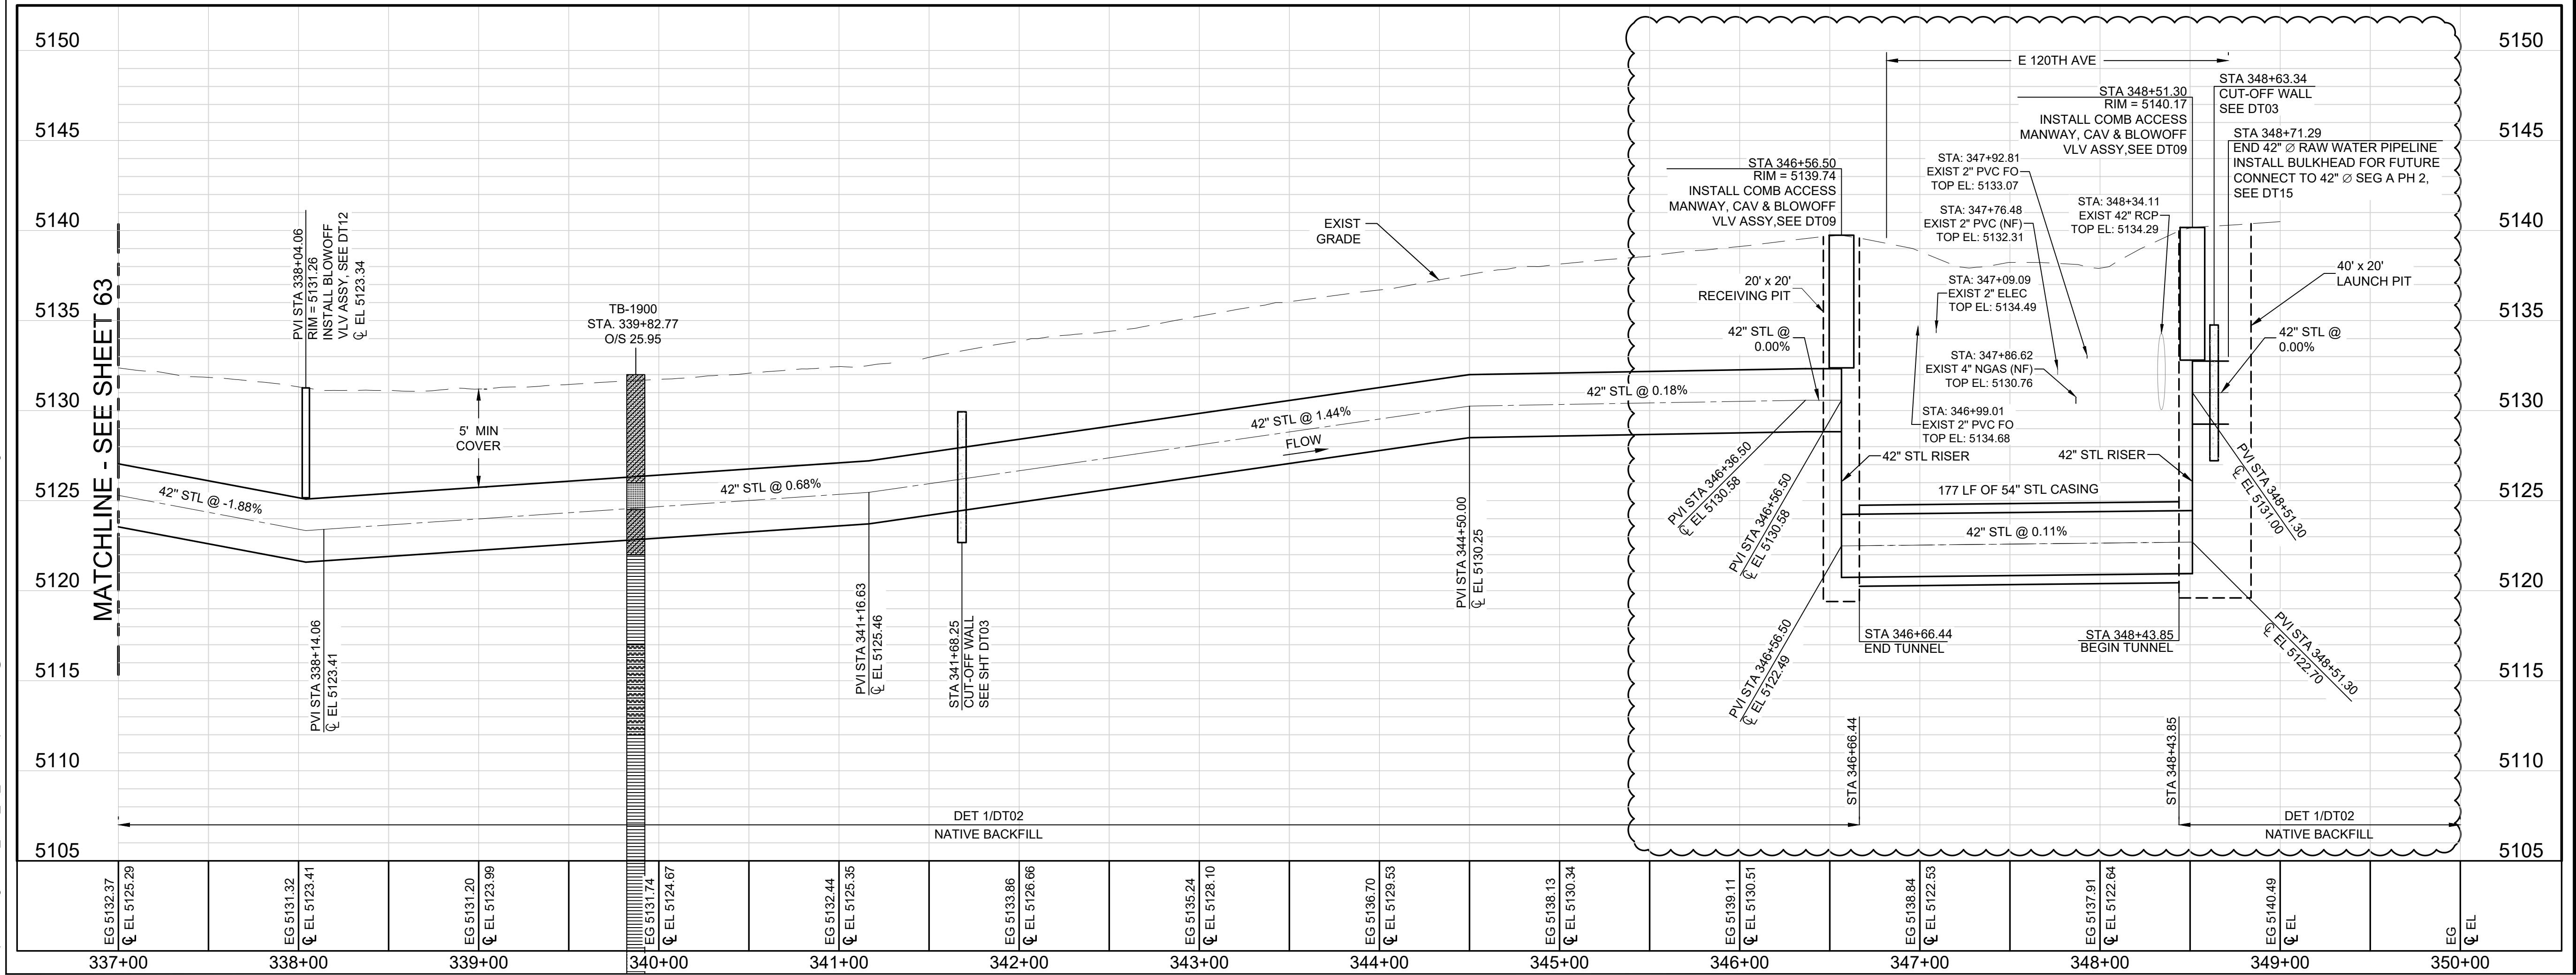 5150
5145
5140
5135
5130
5125
5120
5115
5110
5105
MATCHLINE - SEE SHEET 63
42" STL @ -1.88%
PVI STA 338+04.06
RIM = 5131.26
INSTALL BLOWOFF
VLV ASSY, SEE DT12
℄ EL 5123.34
PVI STA 338+14.06
℄ EL 5123.41
5' MIN
COVER
TB-1900
STA. 339+82.77
O/S 25.95
42" STL @ 0.68%
PVI STA 341+16.63
℄ EL 5125.46
STA 341+68.25
CUT-OFF WALL
SEE SHT DT03
42" STL @ 1.44%
FLOW
EXIST
GRADE
PVI STA 344+50.00
℄ EL 5130.25
42" STL @ 0.18%
DET 1/DT02
NATIVE BACKFILL
STA 346+56.50
RIM = 5139.74
INSTALL COMB ACCESS
MANWAY, CAV & BLOWOFF
VLV ASSY,SEE DT09
20' x 20'
RECEIVING PIT
42" STL @
0.00%
PVI STA 346+36.50
℄ EL 5130.58
PVI STA 346+56.50
℄ EL 5130.58
PVI STA 346+56.50
℄ EL 5122.49
42" STL RISER
E 120TH AVE
STA 348+51.30
RIM = 5140.17
INSTALL COMB ACCESS
MANWAY, CAV & BLOWOFF
VLV ASSY,SEE DT09
STA: 347+92.81
EXIST 2" PVC FO
TOP EL: 5133.07
STA: 347+76.48
EXIST 2" PVC (NF)
TOP EL: 5132.31
STA: 348+34.11
EXIST 42" RCP
TOP EL: 5134.29
STA: 347+09.09
EXIST 2" ELEC
TOP EL: 5134.49
STA: 347+86.62
EXIST 4" NGAS (NF)
TOP EL: 5130.76
STA: 346+99.01
EXIST 2" PVC FO
TOP EL: 5134.68
42" STL RISER
177 LF OF 54" STL CASING
42" STL @ 0.11%
STA 346+66.44
END TUNNEL
STA 348+43.85
BEGIN TUNNEL
STA 346+66.44
STA 348+43.85
STA 348+63.34
CUT-OFF WALL
SEE DT03
STA 348+71.29
END 42" ∅ RAW WATER PIPELINE
INSTALL BULKHEAD FOR FUTURE
CONNECT TO 42" ∅ SEG A PH 2,
SEE DT15
40' x 20'
LAUNCH PIT
42" STL @
0.00%
PVI STA 348+51.30
℄ EL 5131.00
PVI STA 348+51.30
℄ EL 5122.70
DET 1/DT02
NATIVE BACKFILL
5150
5145
5140
5135
5130
5125
5120
5115
5110
5105
EG 5132.37
℄ EL 5125.29
EG 5131.32
℄ EL 5123.41
EG 5131.20
℄ EL 5123.99
EG 5131.74
℄ EL 5124.67
EG 5132.44
℄ EL 5125.35
EG 5133.86
℄ EL 5126.66
EG 5135.24
℄ EL 5128.10
EG 5136.70
℄ EL 5129.53
EG 5138.13
℄ EL 5130.34
EG 5139.11
℄ EL 5130.51
EG 5138.84
℄ EL 5122.53
EG 5137.91
℄ EL 5122.64
EG 5140.49
℄ EL
EG
℄ EL
337+00
338+00
339+00
340+00
341+00
342+00
343+00
344+00
345+00
346+00
347+00
348+00
349+00
350+00